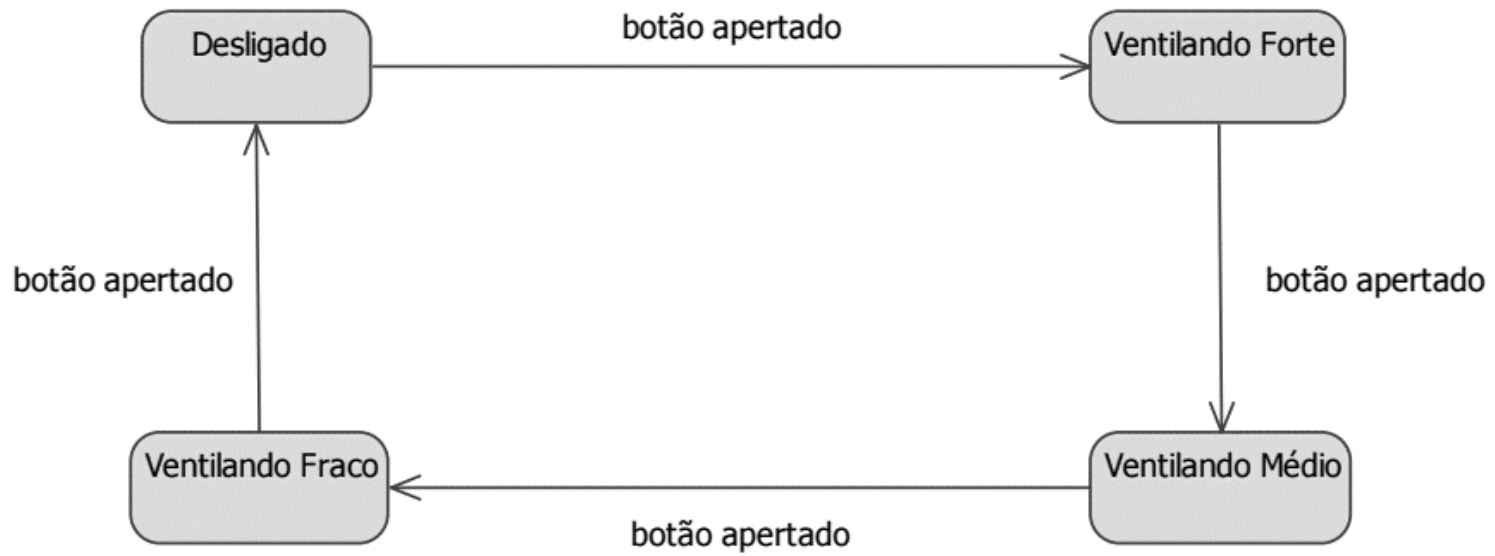 Desligado
botão apertado
Ventilando Forte
botão apertado
botão apertado
Ventilando Fraco
Ventilando Médio
botão apertado